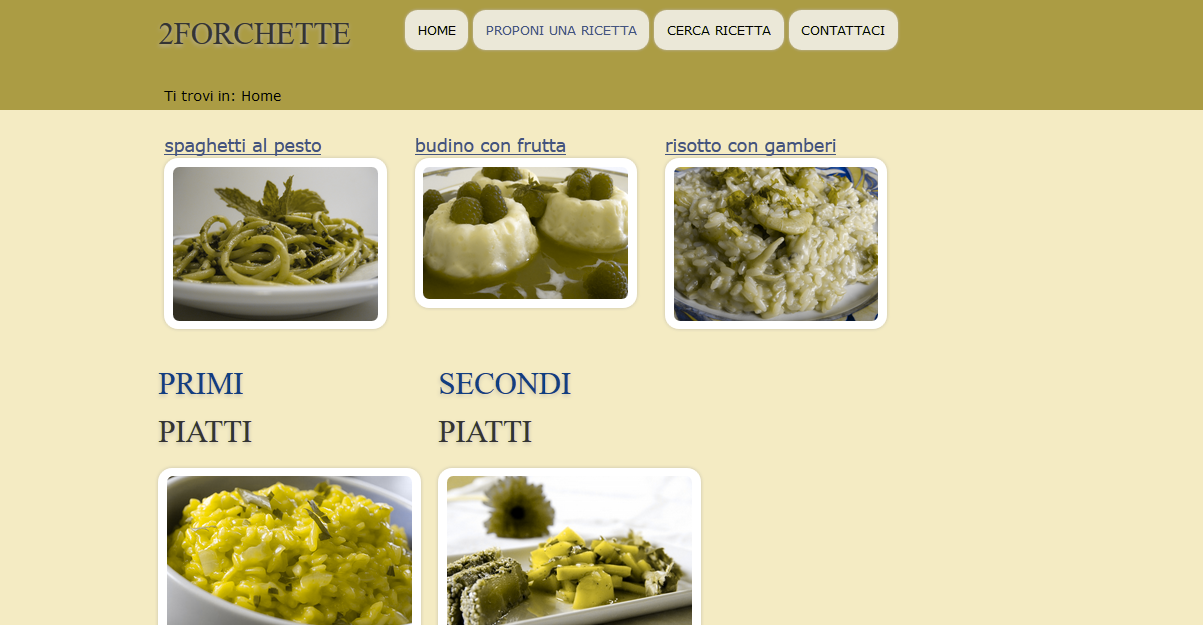 2FORCHETTE
HOME
PROPONI UNA RICETTA
CERCA RICETTA
CONTATTACI
Ti trovi in: Home
spaghetti al pesto
budino con frutta
risotto con gamberi
PRIMI
PIATTI
SECONDI
PIATTI